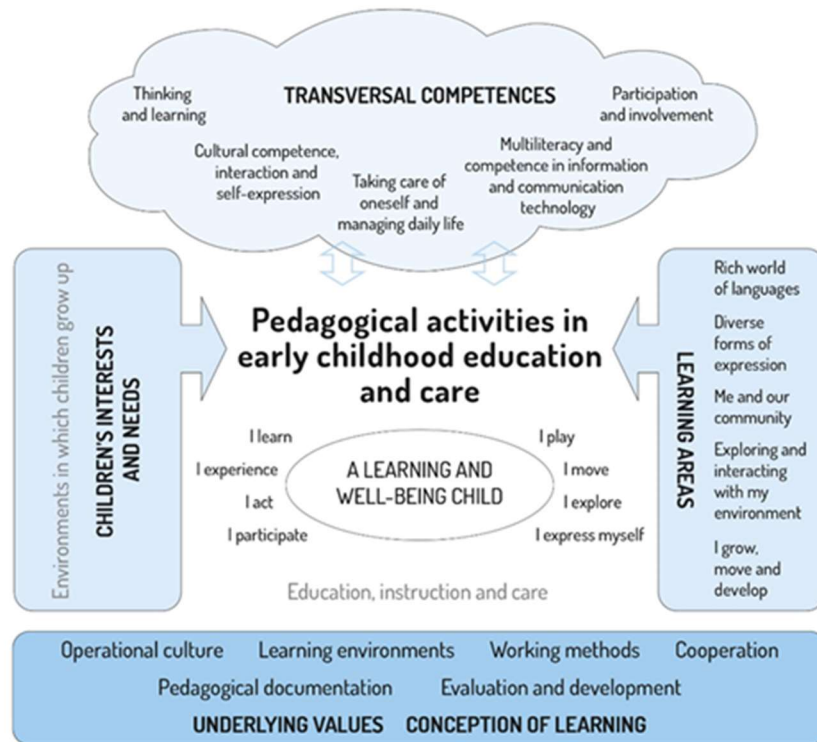 TRANSVERSAL COMPETENCES
Thinking
and learning
Cultural competence,
interaction and
self-expression
Taking care of
oneself and
managing daily life
Multiliteracy and
competence in information
and communication
technology
Participation
and involvement
Environments in which children grow up
CHILDREN'S INTERESTS
AND NEEDS
Pedagogical activities in
early childhood education
and care
I learn
I experience
I act
I participate
A LEARNING AND
WELL-BEING CHILD
I play
I move
I explore
I express myself
Education, instruction and care
LEARNING AREAS
Rich world
of languages
Diverse
forms of
expression
Me and our
community
Exploring and
interacting
with my
environment
I grow,
move and
develop
Operational culture Learning environments Working methods Cooperation
Pedagogical documentation Evaluation and development
UNDERLYING VALUES CONCEPTION OF LEARNING